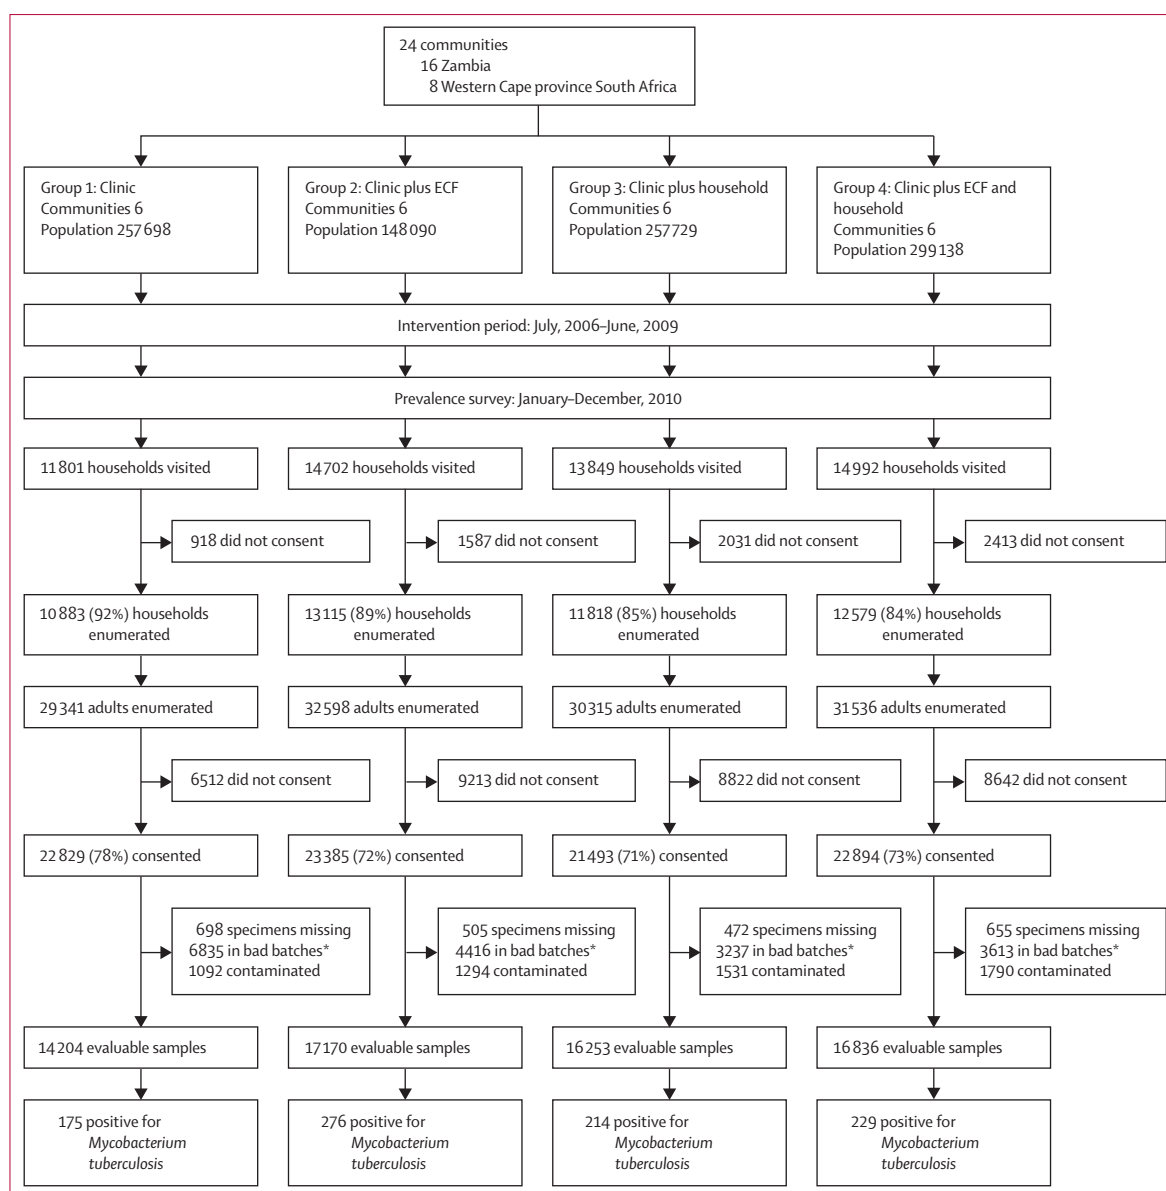 24 communities
16 Zambia
8 Western Cape province South Africa
Group 1: Clinic
Communities 6
Population 257 698
Group 2: Clinic plus ECF
Communities 6
Population 148 090
Group 3: Clinic plus household
Communities 6
Population 257 729
Group 4: Clinic plus ECF and
household
Communities 6
Population 299 138
Intervention period: July, 2006–June, 2009
Prevalence survey: January–December, 2010
11 801 households visited
14 702 households visited
13 849 households visited
14 992 households visited
918 did not consent
1587 did not consent
2031 did not consent
2413 did not consent
10 883 (92%) households
enumerated
13 115 (89%) households
enumerated
11 818 (85%) households
enumerated
12 579 (84%) households
enumerated
29 341 adults enumerated
32 598 adults enumerated
30 315 adults enumerated
31 536 adults enumerated
6512 did not consent
9213 did not consent
8822 did not consent
8642 did not consent
22 829 (78%) consented
23 385 (72%) consented
21 493 (71%) consented
22 894 (73%) consented
698 specimens missing
6835 in bad batches*
1092 contaminated
505 specimens missing
4416 in bad batches*
1294 contaminated
472 specimens missing
3237 in bad batches*
1531 contaminated
655 specimens missing
3613 in bad batches*
1790 contaminated
14 204 evaluable samples
17 170 evaluable samples
16 253 evaluable samples
16 836 evaluable samples
175 positive for
Mycobacterium
tuberculosis
276 positive for
Mycobacterium
tuberculosis
214 positive for
Mycobacterium
tuberculosis
229 positive for
Mycobacterium
tuberculosis